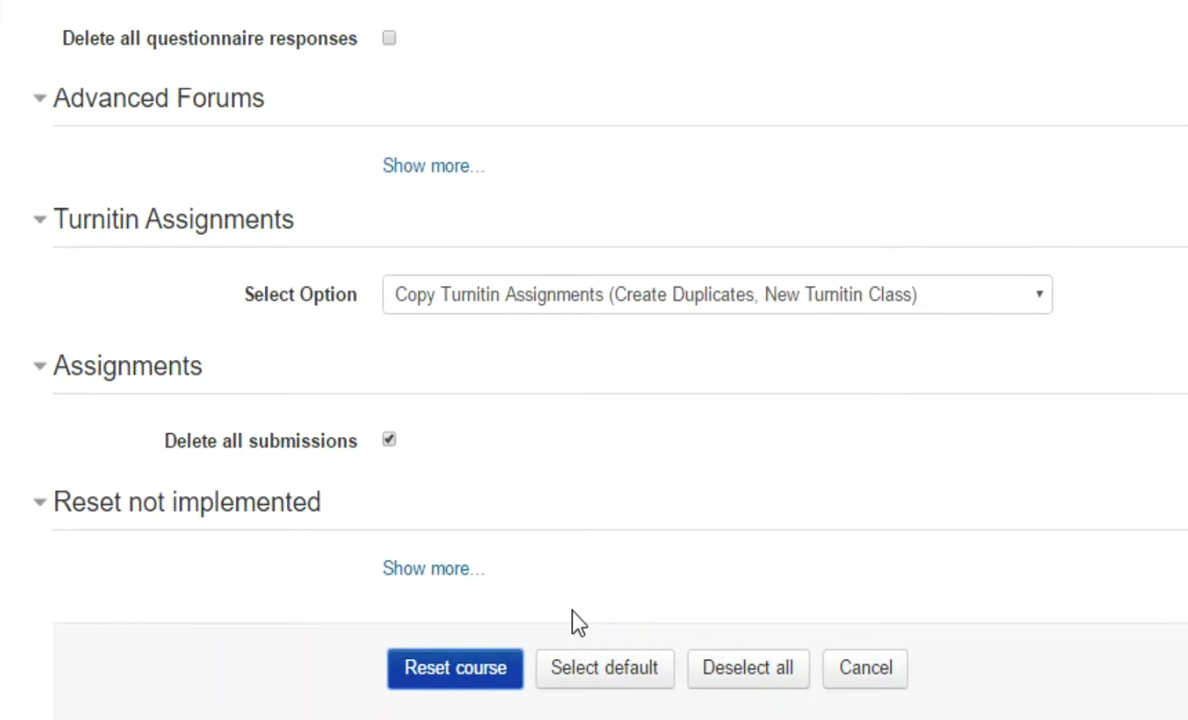 Delete all questionnaire responses
Advanced Forums
Show more...
Turnitin Assignments
Select Option
Copy Turnitin Assignments (Create Duplicates, New Turnitin Class)
Assignments
Delete all submissions
Reset not implemented
Show more...
Reset course Select default Deselect all Cancel